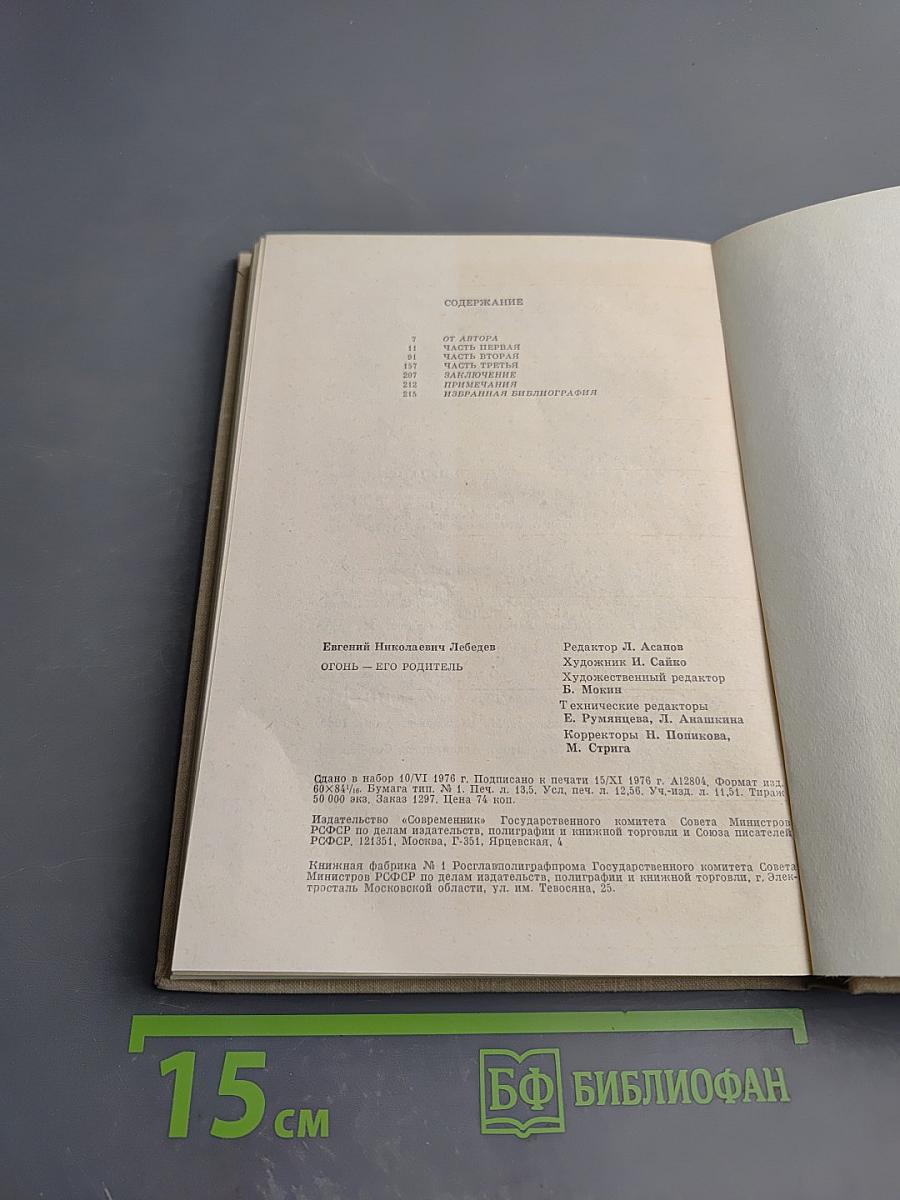 СОДЕРЖАНИЕ
7 ОТ АВТОРА
11 ЧАСТЬ ПЕРВАЯ
91 ЧАСТЬ ВТОРАЯ
157 ЧАСТЬ ТРЕТЬЯ
207 ЗАКЛЮЧЕНИЕ
212 ПРИМЕЧАНИЯ
215 ИЗБРАННАЯ БИБЛИОГРАФИЯ
Евгений Николаевич Лебедев
ОГОНЬ — ЕГО РОДИТЕЛЬ
Редактор Л. Асанов
Художник И. Сайко
Художественный редактор
Б. Мокин
Технические редакторы
Е. Румянцева, Л. Анашкина
Корректоры Н. Попикова,
М. Стрига
Сдано в набор 10/VI 1976 г. Подписано к печати 15/XI 1976 г. А12804. Формат изд.
60×84¹/₁₆. Бумага тип. № 1. Печ. л. 13,5. Усл, печ. л. 12,56. Уч,-изд. л. 11,51. Тираж
50 000 экз. Заказ 1297. Цена 74 коп.
Издательство «Современник» Государственного комитета Совета Министров
РСФСР по делам издательств, полиграфии и книжной торговли и Союза писателей
РСФСР. 121351, Москва, Г-351, Ярцевская, 4
Книжная фабрика № 1 Росглавполиграфпрома Государственного комитета Совета
Министров РСФСР по делам издательств, полиграфии и книжной торговли, г. Элек-
тросталь Московской области, ул. им. Тевосяна, 25.
15 см
БФ БИБЛИОФАН